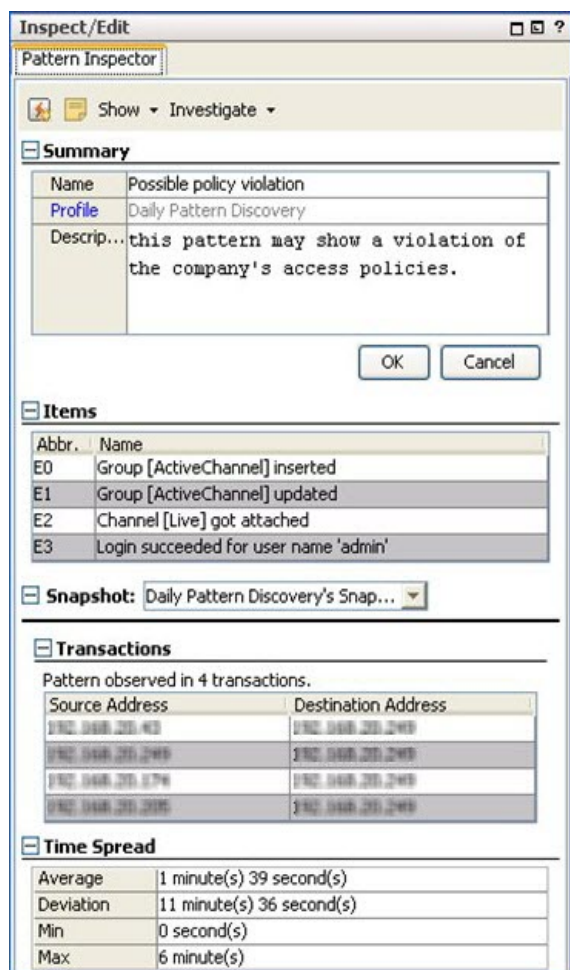 Inspect/Edit
Pattern Inspector
Show Investigate
Summary
Name Possible policy violation
Profile Daily Pattern Discovery
Descrip... this pattern may show a violation of
the company's access policies.
OK Cancel
Items
Abbr. Name
E0 Group [ActiveChannel] inserted
E1 Group [ActiveChannel] updated
E2 Channel [Live] got attached
E3 Login succeeded for user name 'admin'
Snapshot: Daily Pattern Discovery's Snap...
Transactions
Pattern observed in 4 transactions.
Source Address Destination Address
Time Spread
Average 1 minute(s) 39 second(s)
Deviation 11 minute(s) 36 second(s)
Min 0 second(s)
Max 6 minute(s)